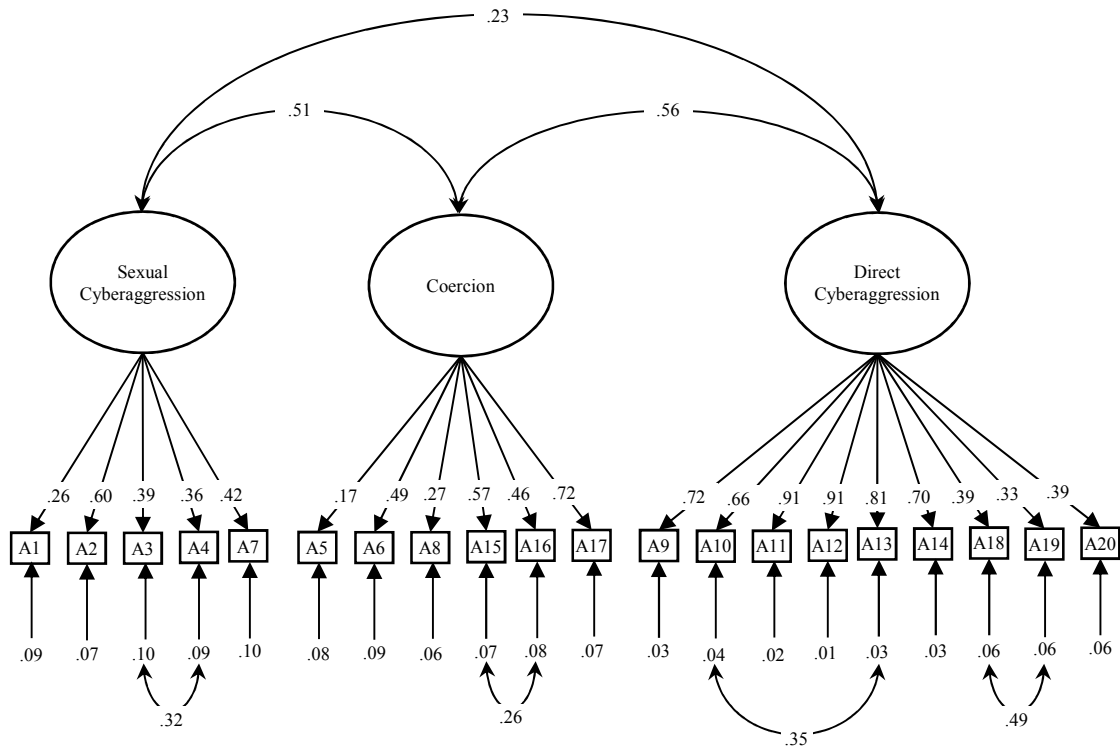 .23
.51
.56
Sexual
Cyberaggression
Coercion
Direct
Cyberaggression
.26 .60 .39 .36 .42
.17 .49 .27 .57 .46 .72
.72 .66 .91 .91 .81 .70 .39 .33 .39
A1 A2 A3 A4 A7
A5 A6 A8 A15 A16 A17
A9 A10 A11 A12 A13 A14 A18 A19 A20
.09 .07 .10 .09 .10
.08 .09 .06 .07 .08 .07
.03 .04 .02 .01 .03 .03 .06 .06 .06
.32
.26
.35
.49